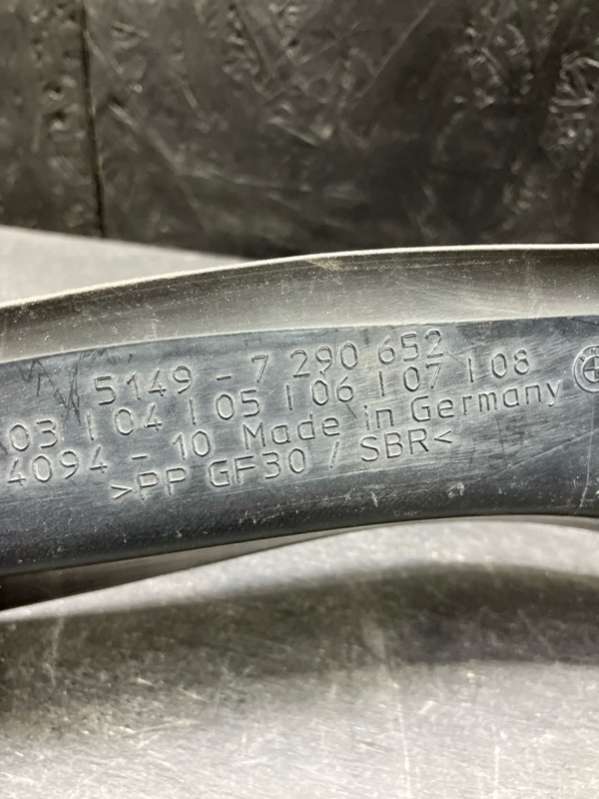 5149 - 7 290 652
03 | 04 | 05 | 06 | 07 | 08
4094 - 10 Made in Germany
>PP GF30 / SBR<